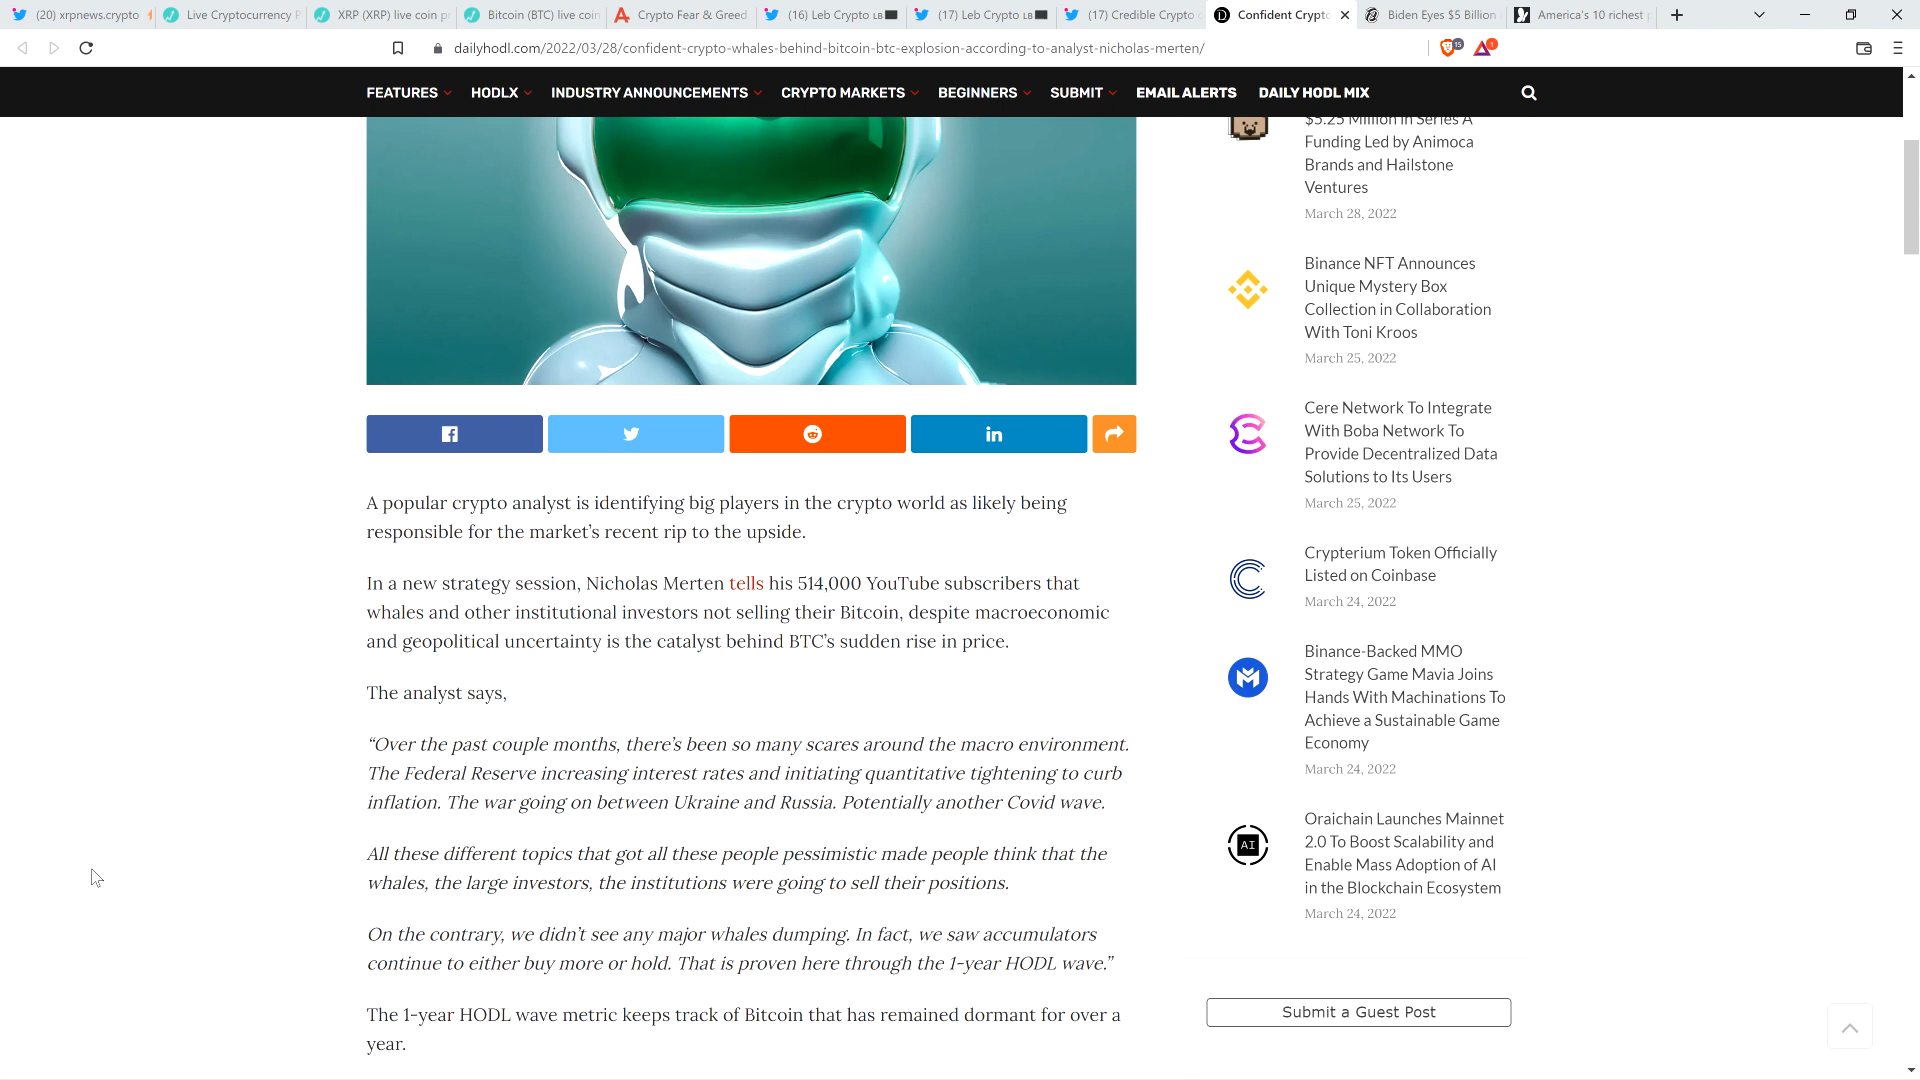 (20) xrpnews.crypto
Live Cryptocurrency P
XRP (XRP) live coin pr
Bitcoin (BTC) live coin
Crypto Fear & Greed
(16) Leb Crypto LB
(17) Leb Crypto LB
(17) Credible Crypto
Confident Crypto
Biden Eyes $5 Billion
America's 10 richest p
dailyhodl.com/2022/03/28/confident-crypto-whales-behind-bitcoin-btc-explosion-according-to-analyst-nicholas-merten/
15
1
FEATURES
HODLX
INDUSTRY ANNOUNCEMENTS
CRYPTO MARKETS
BEGINNERS
SUBMIT
EMAIL ALERTS
DAILY HODL MIX
A popular crypto analyst is identifying big players in the crypto world as likely being
responsible for the market’s recent rip to the upside.
In a new strategy session, Nicholas Merten tells his 514,000 YouTube subscribers that
whales and other institutional investors not selling their Bitcoin, despite macroeconomic
and geopolitical uncertainty is the catalyst behind BTC’s sudden rise in price.
The analyst says,
“Over the past couple months, there’s been so many scares around the macro environment.
The Federal Reserve increasing interest rates and initiating quantitative tightening to curb
inflation. The war going on between Ukraine and Russia. Potentially another Covid wave.
All these different topics that got all these people pessimistic made people think that the
whales, the large investors, the institutions were going to sell their positions.
On the contrary, we didn’t see any major whales dumping. In fact, we saw accumulators
continue to either buy more or hold. That is proven here through the 1-year HODL wave.”
The 1-year HODL wave metric keeps track of Bitcoin that has remained dormant for over a
year.
$5.25 Million in Series A
Funding Led by Animoca
Brands and Hailstone
Ventures
March 28, 2022
Binance NFT Announces
Unique Mystery Box
Collection in Collaboration
With Toni Kroos
March 25, 2022
Cere Network To Integrate
With Boba Network To
Provide Decentralized Data
Solutions to Its Users
March 25, 2022
Crypterium Token Officially
Listed on Coinbase
March 24, 2022
Binance-Backed MMO
Strategy Game Mavia Joins
Hands With Machinations To
Achieve a Sustainable Game
Economy
March 24, 2022
AI
Oraichain Launches Mainnet
2.0 To Boost Scalability and
Enable Mass Adoption of AI
in the Blockchain Ecosystem
March 24, 2022
Submit a Guest Post